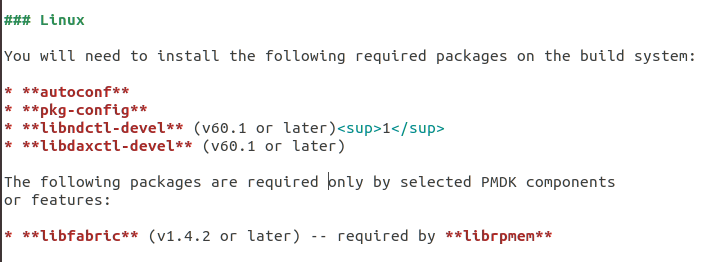 ### Linux
You will need to install the following required packages on the build system:
* **autoconf**
* **pkg-config**
* **libndctl-devel** (v60.1 or later)<sup>1</sup>
* **libdaxctl-devel** (v60.1 or later)
The following packages are required only by selected PMDK components
or features:
* **libfabric** (v1.4.2 or later) -- required by **librpmem**